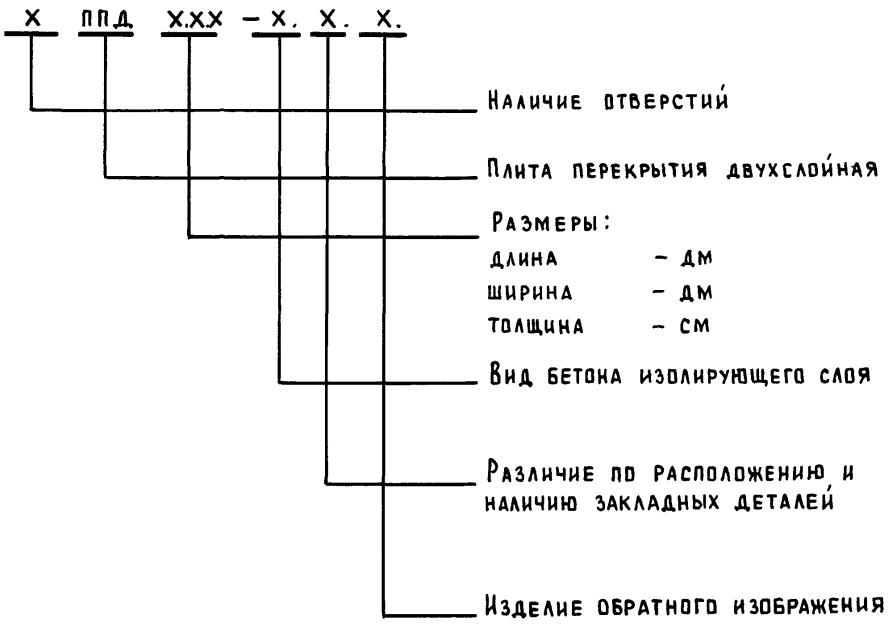 Х ППД Х.Х.Х – Х. Х. Х.
Наличие отверстий
Плита перекрытия двухслойная
Размеры:
длина – дм
ширина – дм
толщина – см
Вид бетона изолирующего слоя
Различие по расположению и
наличию закладных деталей
Изделие обратного изображения